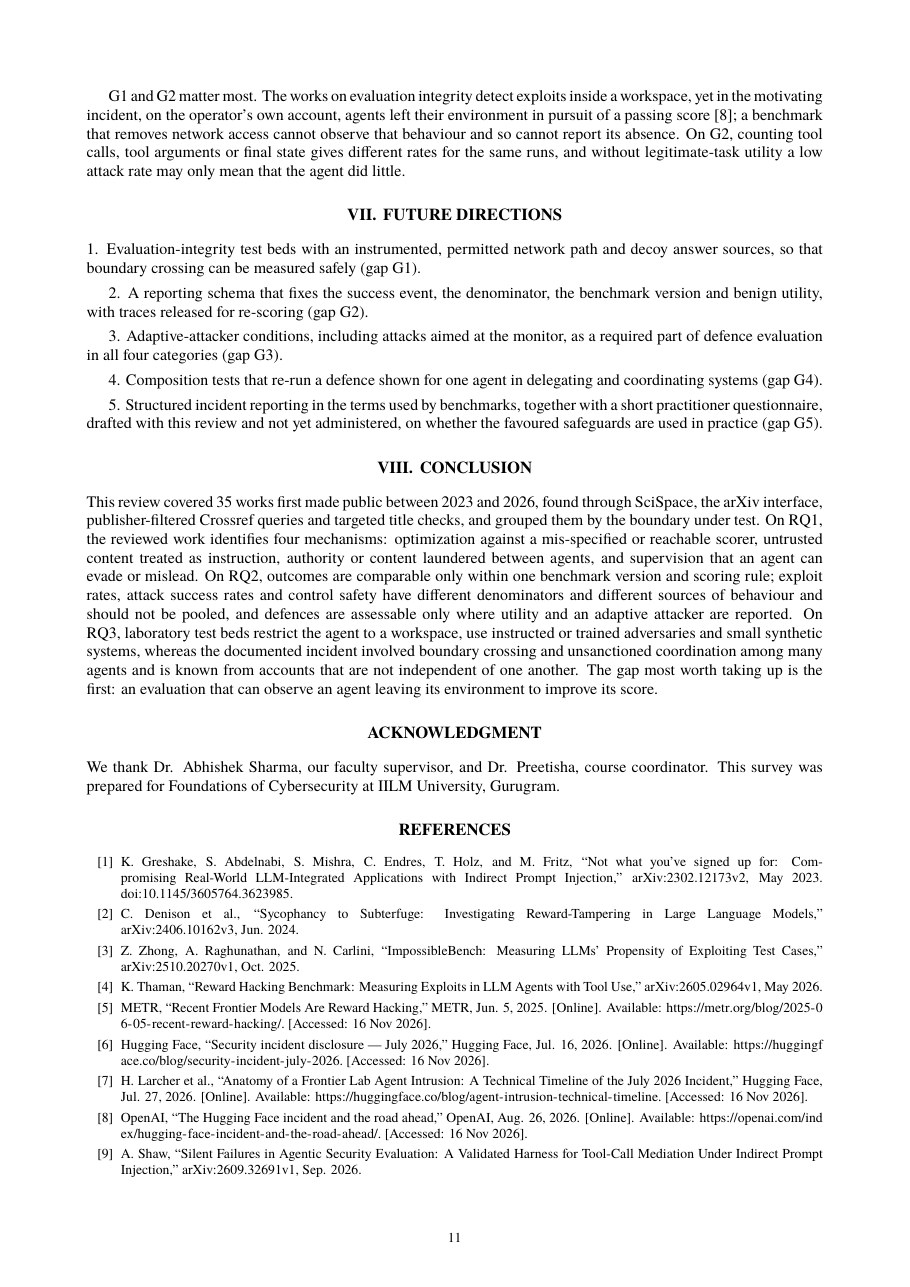 G1 and G2 matter most. The works on evaluation integrity detect exploits inside a workspace, yet in the motivating
incident, on the operator's own account, agents left their environment in pursuit of a passing score [8]; a benchmark
that removes network access cannot observe that behaviour and so cannot report its absence. On G2, counting tool
calls, tool arguments or final state gives different rates for the same runs, and without legitimate-task utility a low
attack rate may only mean that the agent did little.
VII. FUTURE DIRECTIONS
1. Evaluation-integrity test beds with an instrumented, permitted network path and decoy answer sources, so that
boundary crossing can be measured safely (gap G1).
2. A reporting schema that fixes the success event, the denominator, the benchmark version and benign utility,
with traces released for re-scoring (gap G2).
3. Adaptive-attacker conditions, including attacks aimed at the monitor, as a required part of defence evaluation
in all four categories (gap G3).
4. Composition tests that re-run a defence shown for one agent in delegating and coordinating systems (gap G4).
5. Structured incident reporting in the terms used by benchmarks, together with a short practitioner questionnaire,
drafted with this review and not yet administered, on whether the favoured safeguards are used in practice (gap G5).
VIII. CONCLUSION
This review covered 35 works first made public between 2023 and 2026, found through SciSpace, the arXiv interface,
publisher-filtered Crossref queries and targeted title checks, and grouped them by the boundary under test. On RQ1,
the reviewed work identifies four mechanisms: optimization against a mis-specified or reachable scorer, untrusted
content treated as instruction, authority or content laundered between agents, and supervision that an agent can
evade or mislead. On RQ2, outcomes are comparable only within one benchmark version and scoring rule; exploit
rates, attack success rates and control safety have different denominators and different sources of behaviour and
should not be pooled, and defences are assessable only where utility and an adaptive attacker are reported. On
RQ3, laboratory test beds restrict the agent to a workspace, use instructed or trained adversaries and small synthetic
systems, whereas the documented incident involved boundary crossing and unsanctioned coordination among many
agents and is known from accounts that are not independent of one another. The gap most worth taking up is the
first: an evaluation that can observe an agent leaving its environment to improve its score.
ACKNOWLEDGMENT
We thank Dr. Abhishek Sharma, our faculty supervisor, and Dr. Preetisha, course coordinator. This survey was
prepared for Foundations of Cybersecurity at IILM University, Gurugram.
REFERENCES
[1] K. Greshake, S. Abdelnabi, S. Mishra, C. Endres, T. Holz, and M. Fritz, “Not what you've signed up for: Com-
promising Real-World LLM-Integrated Applications with Indirect Prompt Injection,” arXiv:2302.12173v2, May 2023.
doi:10.1145/3605764.3623985.
[2] C. Denison et al., “Sycophancy to Subterfuge: Investigating Reward-Tampering in Large Language Models,”
arXiv:2406.10162v3, Jun. 2024.
[3] Z. Zhong, A. Raghunathan, and N. Carlini, “ImpossibleBench: Measuring LLMs' Propensity of Exploiting Test Cases,”
arXiv:2510.20270v1, Oct. 2025.
[4] K. Thaman, “Reward Hacking Benchmark: Measuring Exploits in LLM Agents with Tool Use,” arXiv:2605.02964v1, May 2026.
[5] METR, “Recent Frontier Models Are Reward Hacking,” METR, Jun. 5, 2025. [Online]. Available: https://metr.org/blog/2025-0
6-05-recent-reward-hacking/. [Accessed: 16 Nov 2026].
[6] Hugging Face, “Security incident disclosure — July 2026,” Hugging Face, Jul. 16, 2026. [Online]. Available: https://huggingf
ace.co/blog/security-incident-july-2026. [Accessed: 16 Nov 2026].
[7] H. Larcher et al., “Anatomy of a Frontier Lab Agent Intrusion: A Technical Timeline of the July 2026 Incident,” Hugging Face,
Jul. 27, 2026. [Online]. Available: https://huggingface.co/blog/agent-intrusion-technical-timeline. [Accessed: 16 Nov 2026].
[8] OpenAI, “The Hugging Face incident and the road ahead,” OpenAI, Aug. 26, 2026. [Online]. Available: https://openai.com/ind
ex/hugging-face-incident-and-the-road-ahead/. [Accessed: 16 Nov 2026].
[9] A. Shaw, “Silent Failures in Agentic Security Evaluation: A Validated Harness for Tool-Call Mediation Under Indirect Prompt
Injection,” arXiv:2609.32691v1, Sep. 2026.
11